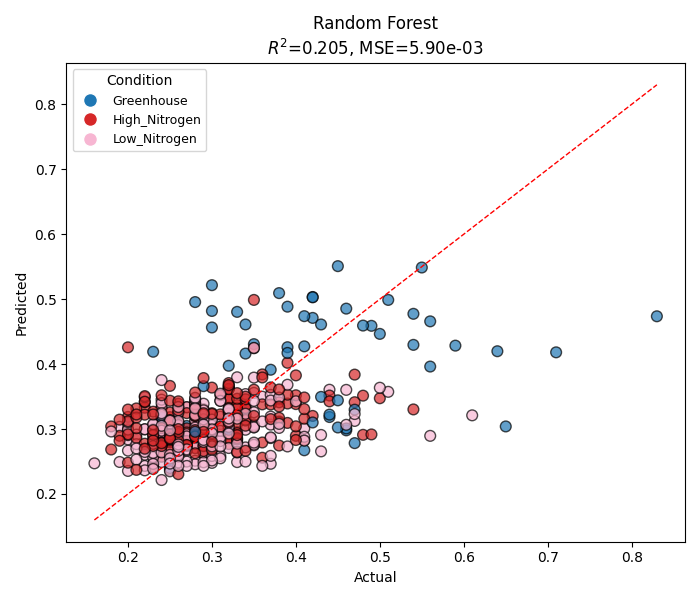 Random Forest
R²=0.205, MSE=5.90e-03
Condition
Greenhouse
High_Nitrogen
Low_Nitrogen
0.8
0.7
0.6
0.5
0.4
0.3
0.2
Predicted
0.2 0.3 0.4 0.5 0.6 0.7 0.8
Actual